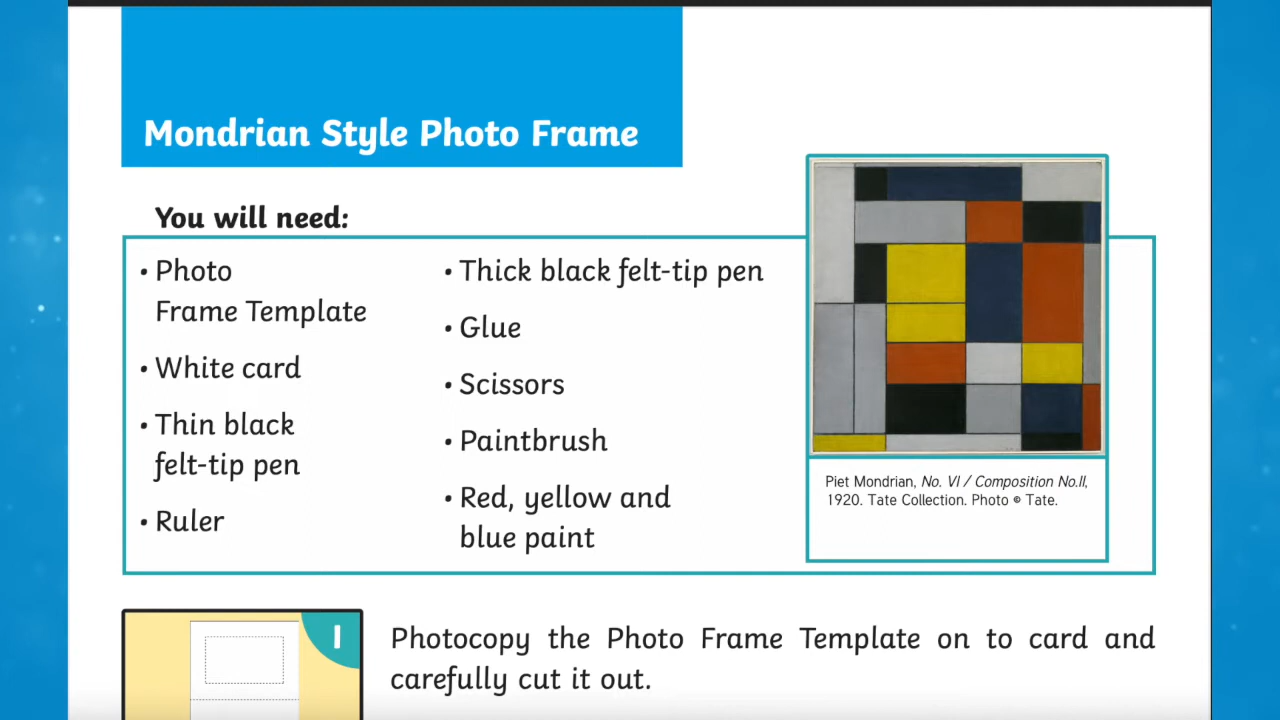 Mondrian Style Photo Frame
You will need:
• Photo
Frame Template
• White card
• Thin black
felt-tip pen
• Ruler
• Thick black felt-tip pen
• Glue
• Scissors
• Paintbrush
• Red, yellow and
blue paint
Piet Mondrian, No. VI / Composition No.II,
1920. Tate Collection. Photo © Tate.
1
Photocopy the Photo Frame Template on to card and
carefully cut it out.